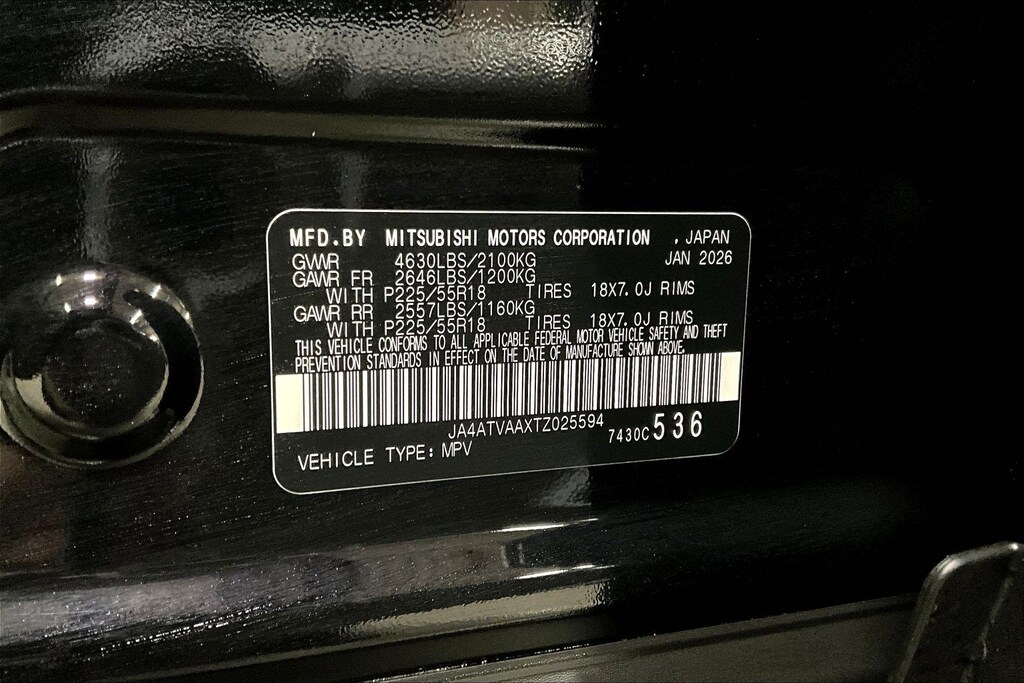 MFD.BY MITSUBISHI MOTORS CORPORATION , JAPAN
JAN 2026
GVWR 4630LBS/2100KG
GAWR FR 2646LBS/1200KG
WITH P225/55R18 TIRES 18X7.0J RIMS
GAWR RR 2557LBS/1160KG
WITH P225/55R18 TIRES 18X7.0J RIMS
THIS VEHICLE CONFORMS TO ALL APPLICABLE FEDERAL MOTOR VEHICLE SAFETY AND THEFT
PREVENTION STANDARDS IN EFFECT ON THE DATE OF MANUFACTURE SHOWN ABOVE.
JA4ATVAAXTZ025594
7430C536
VEHICLE TYPE: MPV